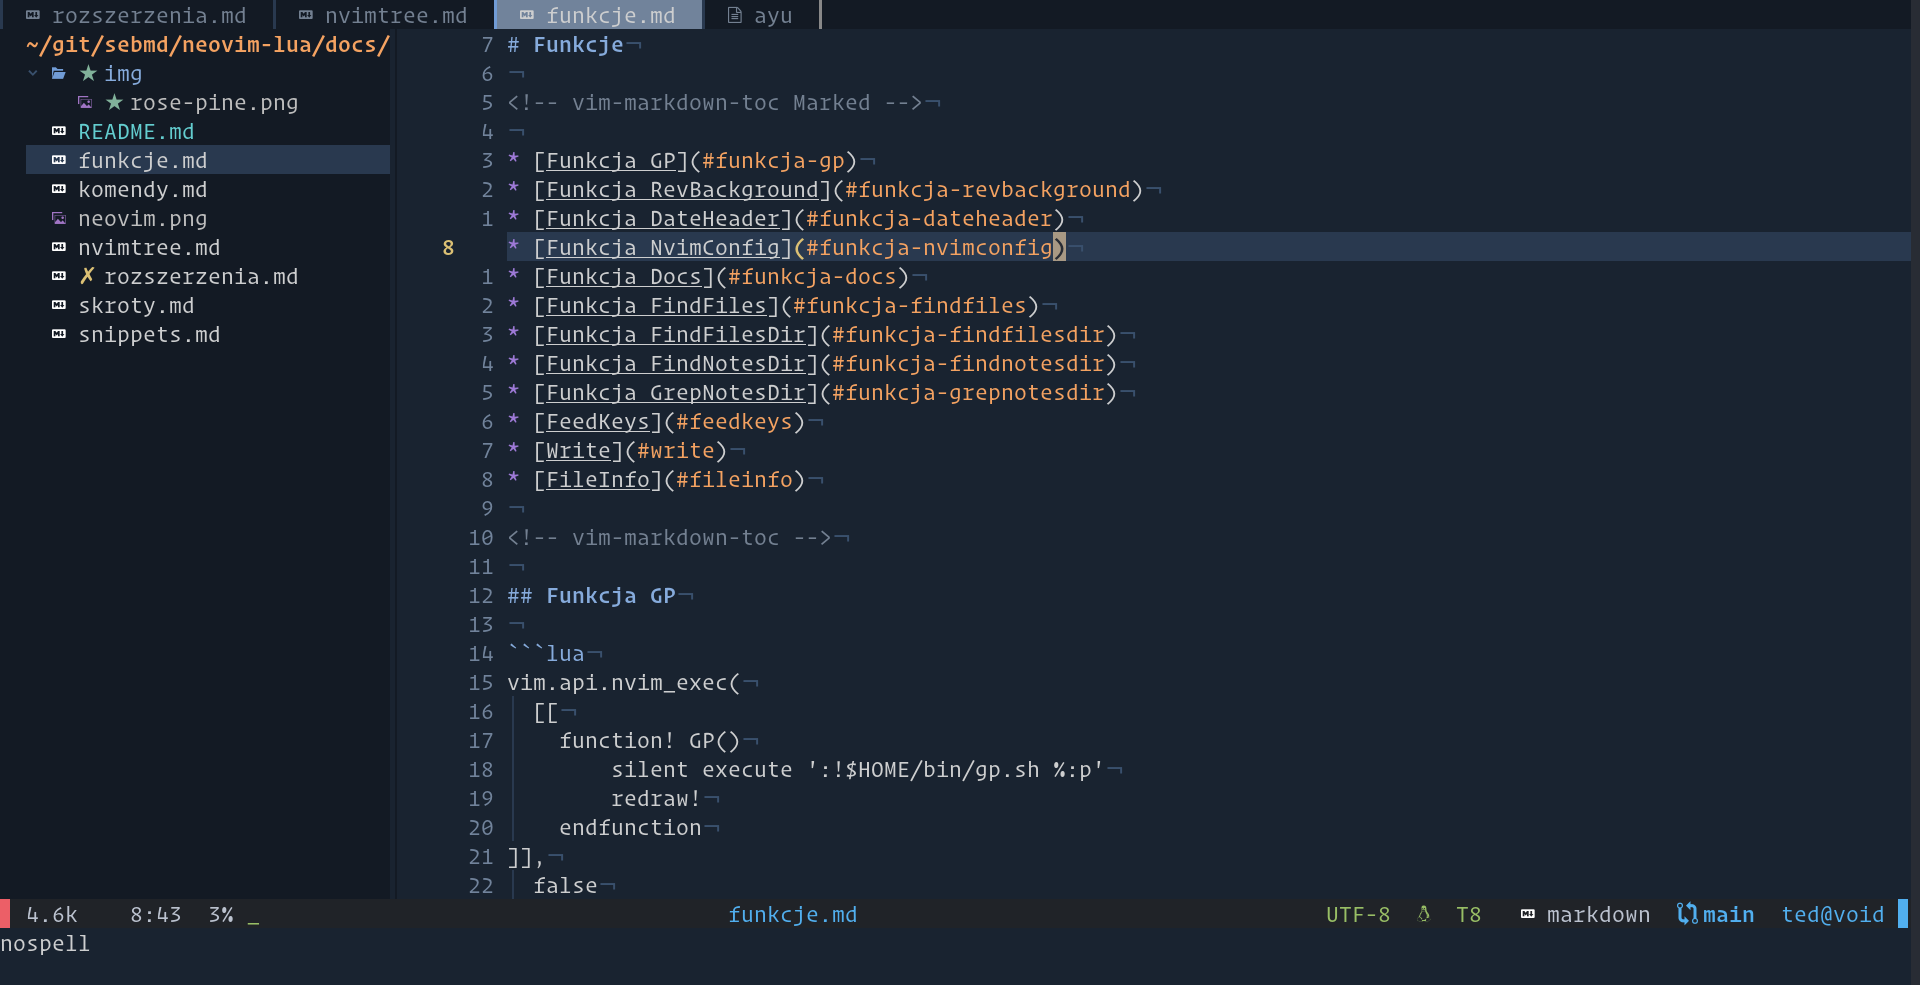 rozszerzenia.md nvimtree.md funkcje.md ayu
~/git/sebmd/neovim-lua/docs/
img
rose-pine.png
README.md
funkcje.md
komendy.md
neovim.png
nvimtree.md
✗ rozszerzenia.md
skroty.md
snippets.md
7 # Funkcje¬
6 ¬
5 <!-- vim-markdown-toc Marked -->¬
4 ¬
3 * [Funkcja GP](#funkcja-gp)¬
2 * [Funkcja RevBackground](#funkcja-revbackground)¬
1 * [Funkcja DateHeader](#funkcja-dateheader)¬
8 * [Funkcja NvimConfig](#funkcja-nvimconfig)¬
1 * [Funkcja Docs](#funkcja-docs)¬
2 * [Funkcja FindFiles](#funkcja-findfiles)¬
3 * [Funkcja FindFilesDir](#funkcja-findfilesdir)¬
4 * [Funkcja FindNotesDir](#funkcja-findnotesdir)¬
5 * [Funkcja GrepNotesDir](#funkcja-grepnotesdir)¬
6 * [FeedKeys](#feedkeys)¬
7 * [Write](#write)¬
8 * [FileInfo](#fileinfo)¬
9 ¬
10 <!-- vim-markdown-toc -->¬
11 ¬
12 ## Funkcja GP¬
13 ¬
14 ```lua¬
15 vim.api.nvim_exec(¬
16 [[¬
17 function! GP()¬
18 silent execute ':!$HOME/bin/gp.sh %:p'¬
19 redraw!¬
20 endfunction¬
21 ]],¬
22 false¬
4.6k 8:43 3% _ funkcje.md UTF-8 T8 markdown main ted@void
nospell